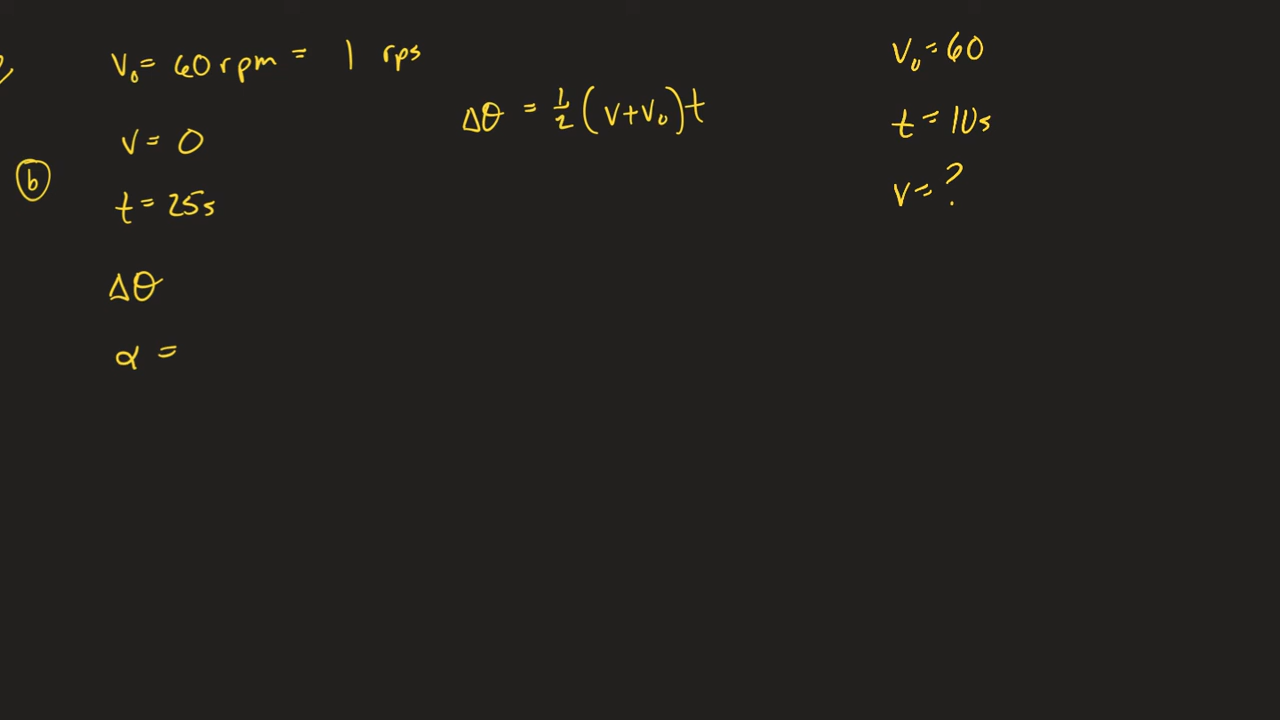 V₀ = 60 rpm = 1 rps
V = 0
b
t = 25s
Δθ
α =
Δθ = 1/2 (V+V₀)t
V₀ = 60
t = 10s
V = ?